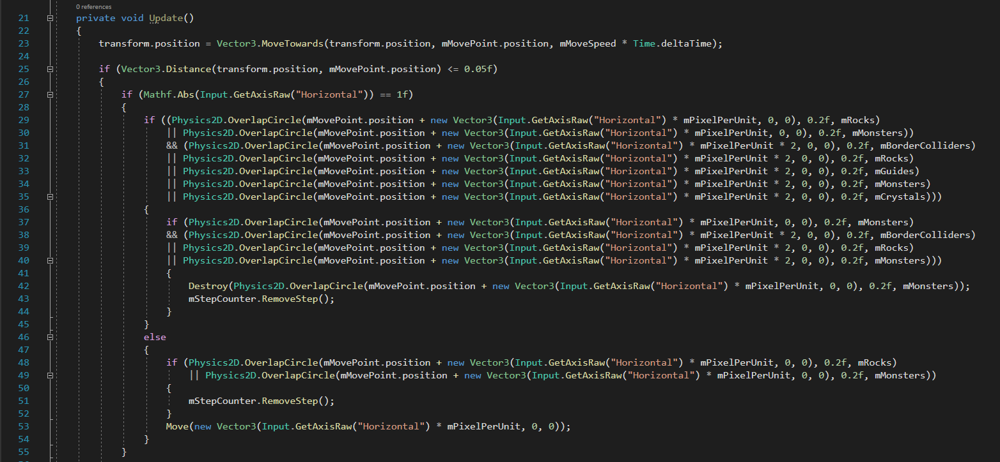 0 references
21 private void Update()
22 {
23 transform.position = Vector3.MoveTowards(transform.position, mMovePoint.position, mMoveSpeed * Time.deltaTime);
24
25 if (Vector3.Distance(transform.position, mMovePoint.position) <= 0.05f)
26 {
27 if (Mathf.Abs(Input.GetAxisRaw("Horizontal")) == 1f)
28 {
29 if ((Physics2D.OverlapCircle(mMovePoint.position + new Vector3(Input.GetAxisRaw("Horizontal") * mPixelPerUnit, 0, 0), 0.2f, mRocks)
30 || Physics2D.OverlapCircle(mMovePoint.position + new Vector3(Input.GetAxisRaw("Horizontal") * mPixelPerUnit, 0, 0), 0.2f, mMonsters))
31 && (Physics2D.OverlapCircle(mMovePoint.position + new Vector3(Input.GetAxisRaw("Horizontal") * mPixelPerUnit * 2, 0, 0), 0.2f, mBorderColliders)
32 || Physics2D.OverlapCircle(mMovePoint.position + new Vector3(Input.GetAxisRaw("Horizontal") * mPixelPerUnit * 2, 0, 0), 0.2f, mRocks)
33 || Physics2D.OverlapCircle(mMovePoint.position + new Vector3(Input.GetAxisRaw("Horizontal") * mPixelPerUnit * 2, 0, 0), 0.2f, mGuides)
34 || Physics2D.OverlapCircle(mMovePoint.position + new Vector3(Input.GetAxisRaw("Horizontal") * mPixelPerUnit * 2, 0, 0), 0.2f, mMonsters)
35 || Physics2D.OverlapCircle(mMovePoint.position + new Vector3(Input.GetAxisRaw("Horizontal") * mPixelPerUnit * 2, 0, 0), 0.2f, mCrystals)))
36 {
37 if (Physics2D.OverlapCircle(mMovePoint.position + new Vector3(Input.GetAxisRaw("Horizontal") * mPixelPerUnit, 0, 0), 0.2f, mMonsters)
38 && (Physics2D.OverlapCircle(mMovePoint.position + new Vector3(Input.GetAxisRaw("Horizontal") * mPixelPerUnit * 2, 0, 0), 0.2f, mBorderColliders)
39 || Physics2D.OverlapCircle(mMovePoint.position + new Vector3(Input.GetAxisRaw("Horizontal") * mPixelPerUnit * 2, 0, 0), 0.2f, mRocks)
40 || Physics2D.OverlapCircle(mMovePoint.position + new Vector3(Input.GetAxisRaw("Horizontal") * mPixelPerUnit * 2, 0, 0), 0.2f, mMonsters)))
41 {
42 Destroy(Physics2D.OverlapCircle(mMovePoint.position + new Vector3(Input.GetAxisRaw("Horizontal") * mPixelPerUnit, 0, 0), 0.2f, mMonsters));
43 mStepCounter.RemoveStep();
44 }
45 }
46 else
47 {
48 if (Physics2D.OverlapCircle(mMovePoint.position + new Vector3(Input.GetAxisRaw("Horizontal") * mPixelPerUnit, 0, 0), 0.2f, mRocks)
49 || Physics2D.OverlapCircle(mMovePoint.position + new Vector3(Input.GetAxisRaw("Horizontal") * mPixelPerUnit, 0, 0), 0.2f, mMonsters))
50 {
51 mStepCounter.RemoveStep();
52 }
53 Move(new Vector3(Input.GetAxisRaw("Horizontal") * mPixelPerUnit, 0, 0));
54 }
55 }